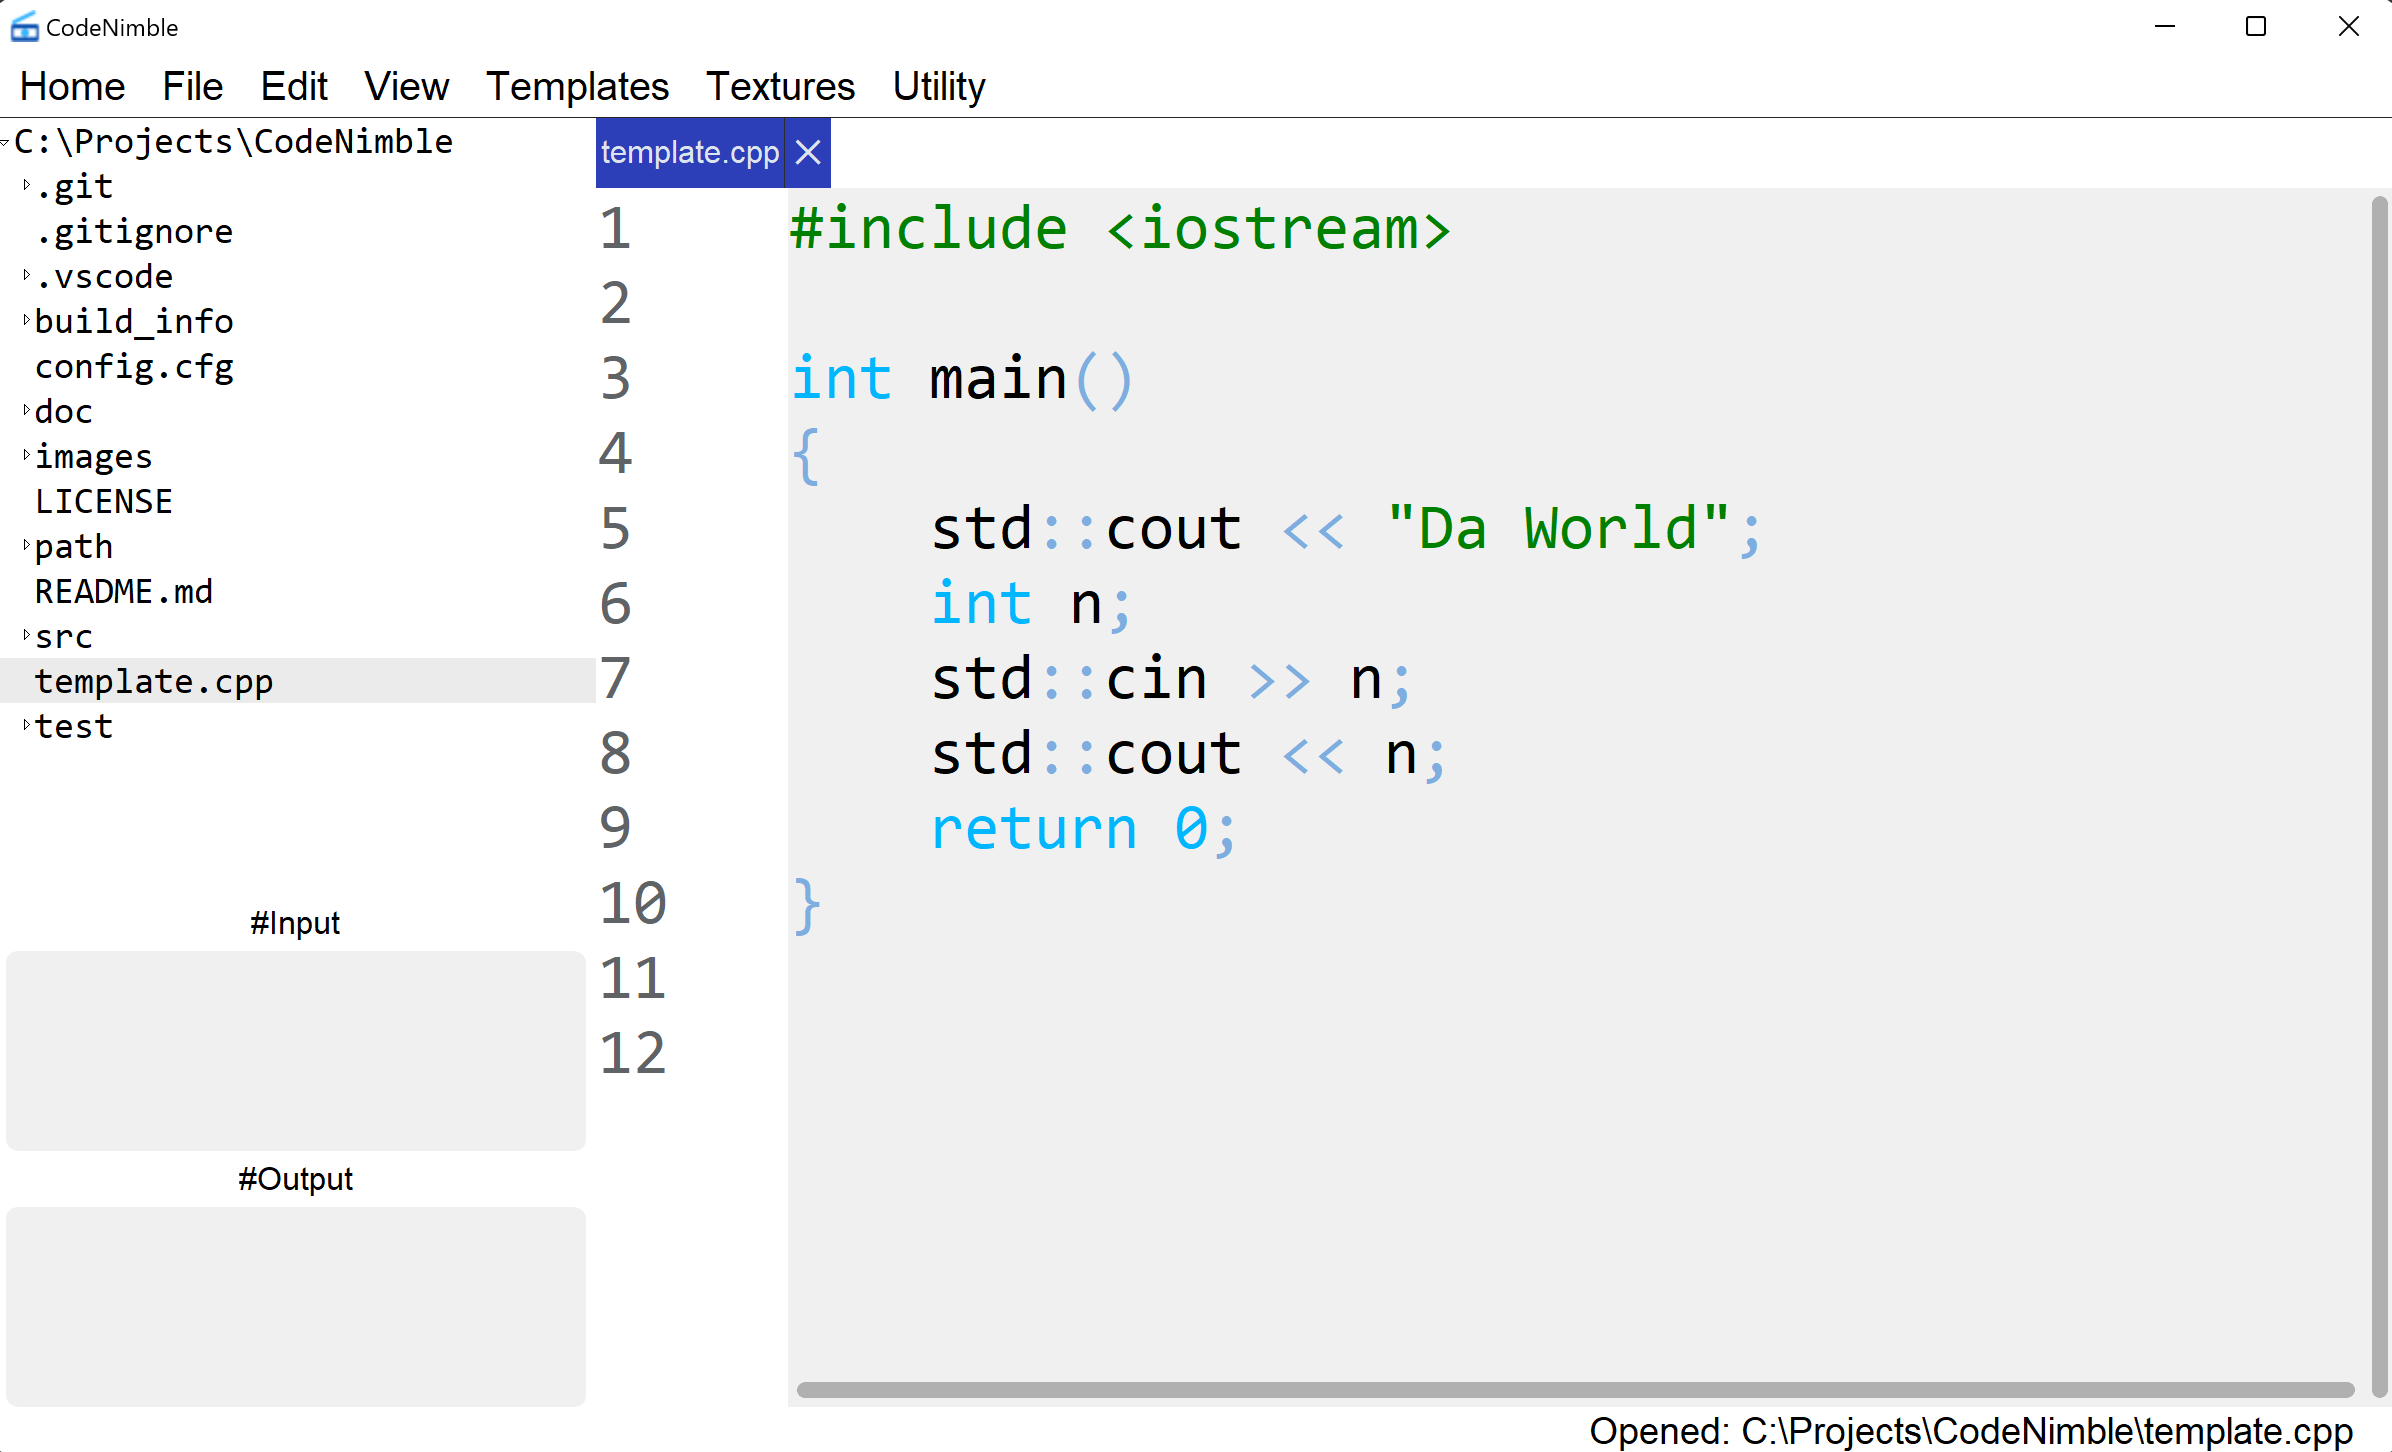 CodeNimble
Home File Edit View Templates Textures Utility
C:\Projects\CodeNimble
.git
.gitignore
.vscode
build_info
config.cfg
doc
images
LICENSE
path
README.md
src
template.cpp
test
#Input
#Output
template.cpp
1 #include <iostream>
2
3 int main()
4 {
5     std::cout << "Da World";
6     int n;
7     std::cin >> n;
8     std::cout << n;
9     return 0;
10 }
11
12
Opened: C:\Projects\CodeNimble\template.cpp